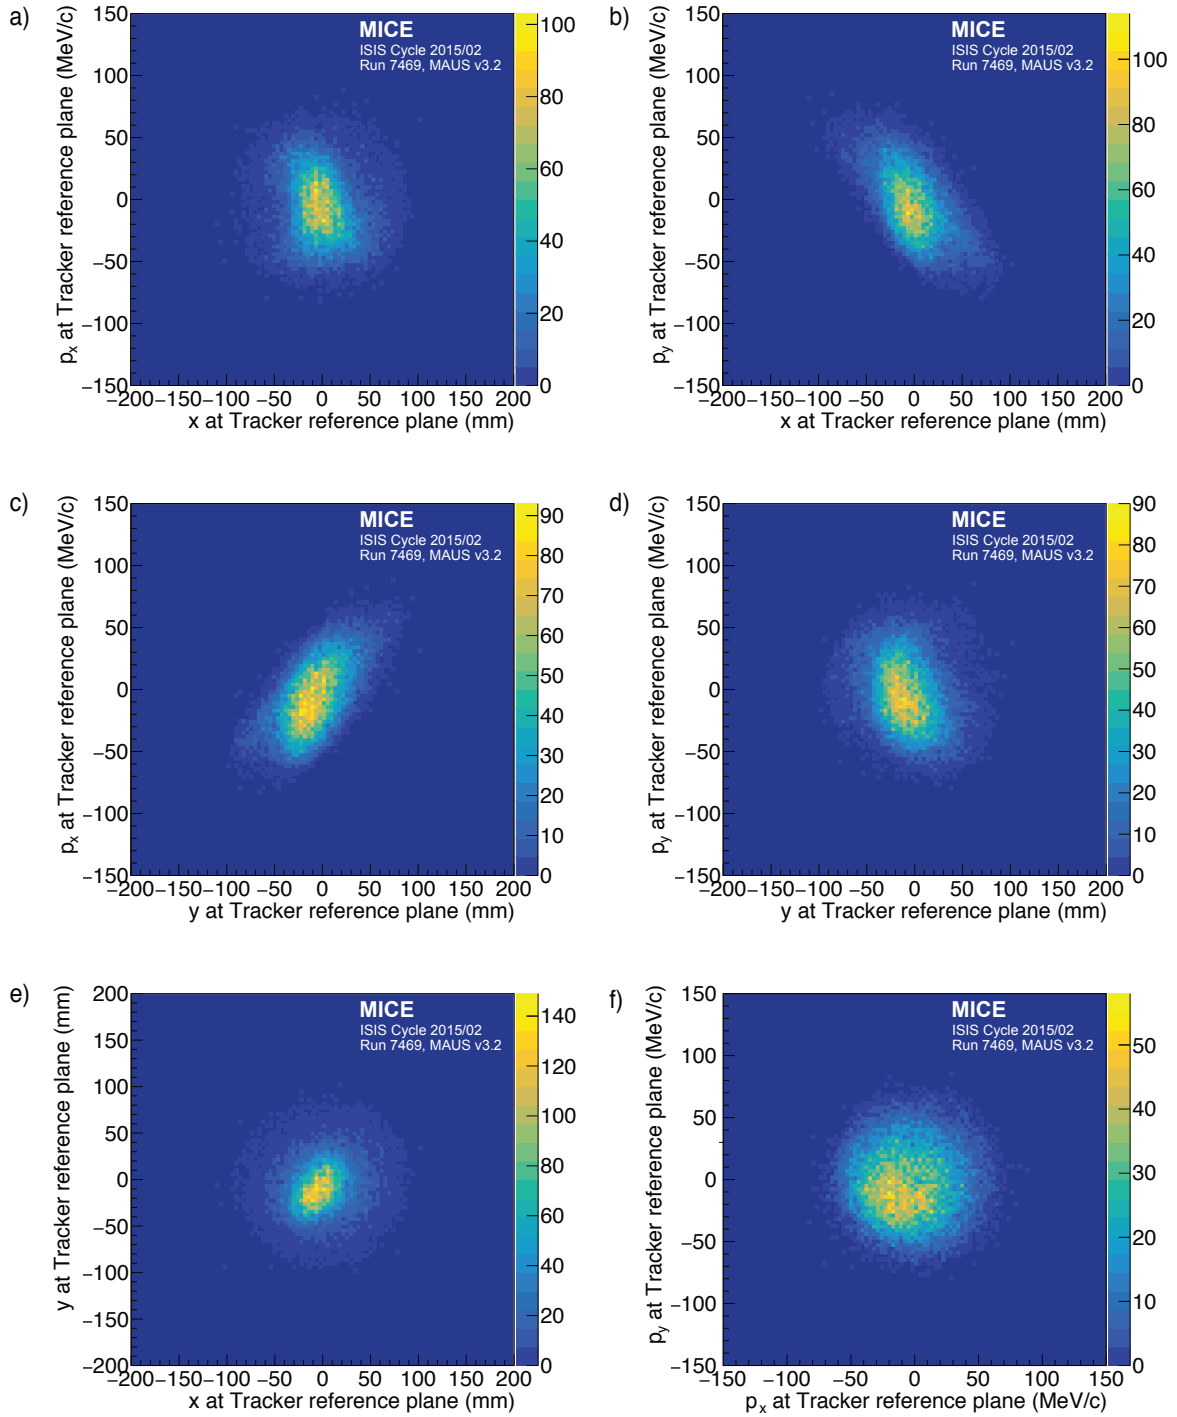 a)
p_x at Tracker reference plane (MeV/c)
150
100
50
0
−50
−100
−150
MICE
ISIS Cycle 2015/02
Run 7469, MAUS v3.2
100
80
60
40
20
0
−200 −150 −100 −50 0 50 100 150 200
x at Tracker reference plane (mm)
b)
p_y at Tracker reference plane (MeV/c)
150
100
50
0
−50
−100
−150
MICE
ISIS Cycle 2015/02
Run 7469, MAUS v3.2
100
80
60
40
20
0
−200 −150 −100 −50 0 50 100 150 200
x at Tracker reference plane (mm)
c)
p_x at Tracker reference plane (MeV/c)
150
100
50
0
−50
−100
−150
MICE
ISIS Cycle 2015/02
Run 7469, MAUS v3.2
90
80
70
60
50
40
30
20
10
0
−200 −150 −100 −50 0 50 100 150 200
y at Tracker reference plane (mm)
d)
p_y at Tracker reference plane (MeV/c)
150
100
50
0
−50
−100
−150
MICE
ISIS Cycle 2015/02
Run 7469, MAUS v3.2
90
80
70
60
50
40
30
20
10
0
−200 −150 −100 −50 0 50 100 150 200
y at Tracker reference plane (mm)
e)
y at Tracker reference plane (mm)
200
150
100
50
0
−50
−100
−150
−200
MICE
ISIS Cycle 2015/02
Run 7469, MAUS v3.2
140
120
100
80
60
40
20
0
−200 −150 −100 −50 0 50 100 150 200
x at Tracker reference plane (mm)
f)
p_y at Tracker reference plane (MeV/c)
150
100
50
0
−50
−100
−150
MICE
ISIS Cycle 2015/02
Run 7469, MAUS v3.2
50
40
30
20
10
0
−150 −100 −50 0 50 100 150
p_x at Tracker reference plane (MeV/c)